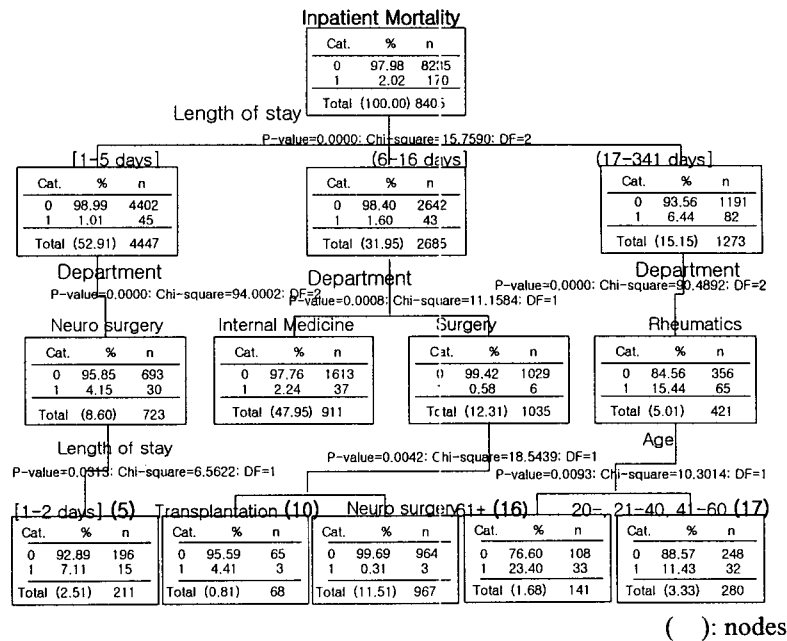 Inpatient Mortality
Cat. % n
0 97.98 8235
1 2.02 170
Total (100.00) 8405
Length of stay
P-value=0.0000; Chi-square=15.7590; DF=2
[1-5 days] (6-16 days] (17-341 days]
Cat. % n Cat. % n Cat. % n
0 98.99 4402 0 98.40 2642 0 93.56 1191
1 1.01 45 1 1.60 43 1 6.44 82
Total (52.91) 4447 Total (31.95) 2685 Total (15.15) 1273
Department Department Department
P-value=0.0000; Chi-square=94.0002; DF=2 P-value=0.0008; Chi-square=11.1584; DF=1 P-value=0.0000; Chi-square=90.4892; DF=2
Neuro surgery Internal Medicine Surgery Rheumatics
Cat. % n Cat. % n Cat. % n Cat. % n
0 95.85 693 0 97.76 1613 0 99.42 1029 0 84.56 356
1 4.15 30 1 2.24 37 1 0.58 6 1 15.44 65
Total (8.60) 723 Total (47.95) 911 Total (12.31) 1035 Total (5.01) 421
Length of stay Age
P-value=0.0313; Chi-square=6.5622; DF=1 P-value=0.0042; Chi-square=18.5439; DF=1 P-value=0.0093; Chi-square=10.3014; DF=1
[1-2 days] (5) Transplantation (10) Neuro surgery 61+ (16) 20-, 21-40, 41-60 (17)
Cat. % n Cat. % n Cat. % n Cat. % n Cat. % n
0 92.89 196 0 95.59 65 0 99.69 964 0 76.60 108 0 88.57 248
1 7.11 15 1 4.41 3 1 0.31 3 1 23.40 33 1 11.43 32
Total (2.51) 211 Total (0.81) 68 Total (11.51) 967 Total (1.68) 141 Total (3.33) 280
( ): nodes